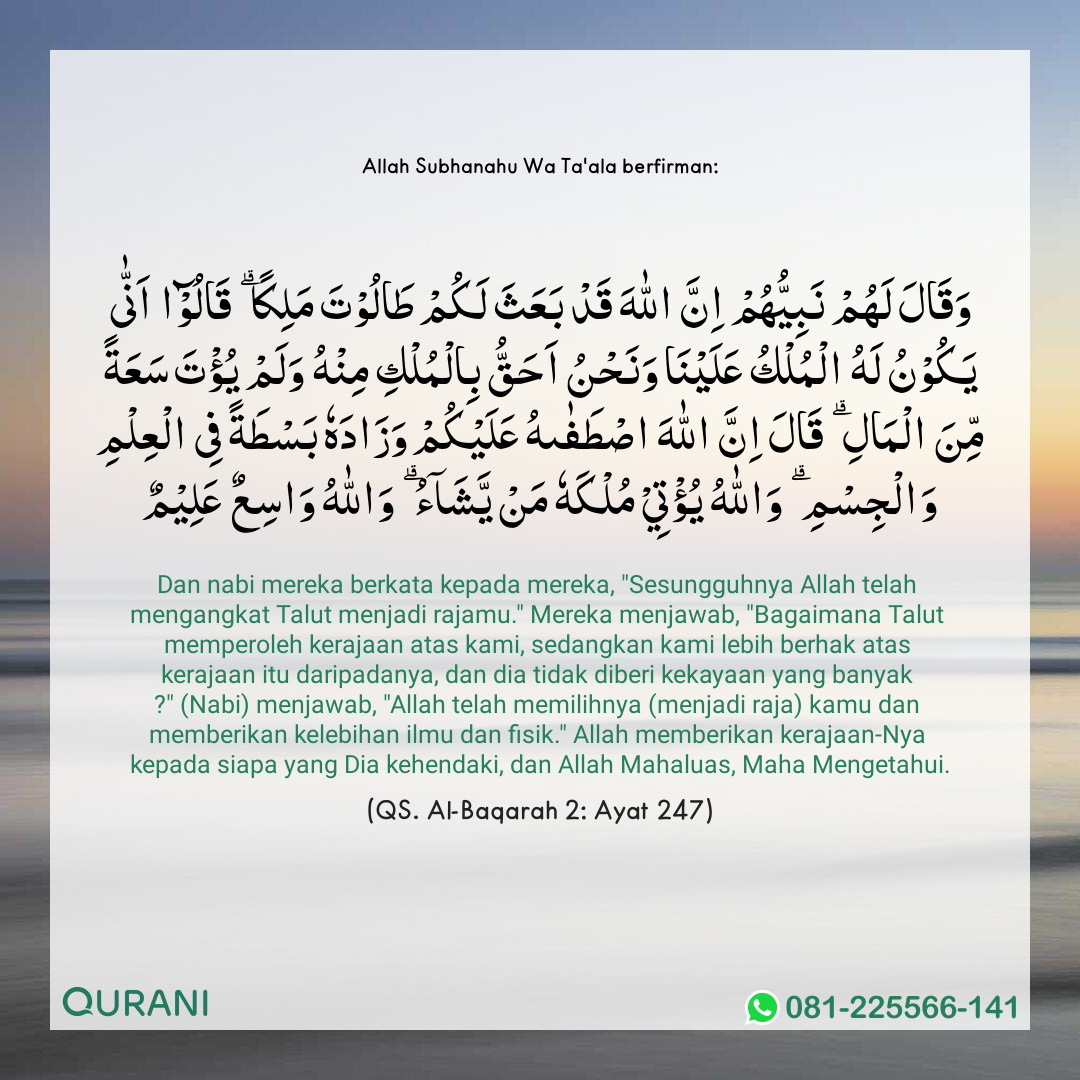 Allah Subhanahu Wa Ta'ala berfirman:
وَقَالَ لَهُمْ نَبِيُّهُمْ اِنَّ اللّٰهَ قَدْ بَعَثَ لَـکُمْ طَالُوْتَ مَلِكًا ۗ قَالُوْۤا اَنّٰى
يَكُوْنُ لَهُ الْمُلْكُ عَلَيْنَا وَنَحْنُ اَحَقُّ بِالْمُلْكِ مِنْهُ وَلَمْ يُؤْتَ سَعَةً
مِّنَ الْمَالِ ۗ قَالَ اِنَّ اللّٰهَ اصْطَفٰٮهُ عَلَيْکُمْ وَزَادَهٗ بَسْطَةً فِى الْعِلْمِ
وَ الْجِسْمِ ۗ وَاللّٰهُ يُؤْتِيْ مُلْکَهٗ مَنْ يَّشَآءُ ۗ وَاللّٰهُ وَاسِعٌ عَلِيْمٌ
Dan nabi mereka berkata kepada mereka, "Sesungguhnya Allah telah
mengangkat Talut menjadi rajamu." Mereka menjawab, "Bagaimana Talut
memperoleh kerajaan atas kami, sedangkan kami lebih berhak atas
kerajaan itu daripadanya, dan dia tidak diberi kekayaan yang banyak
?" (Nabi) menjawab, "Allah telah memilihnya (menjadi raja) kamu dan
memberikan kelebihan ilmu dan fisik." Allah memberikan kerajaan-Nya
kepada siapa yang Dia kehendaki, dan Allah Mahaluas, Maha Mengetahui.
(QS. Al-Baqarah 2: Ayat 247)
QURANI
081-225566-141